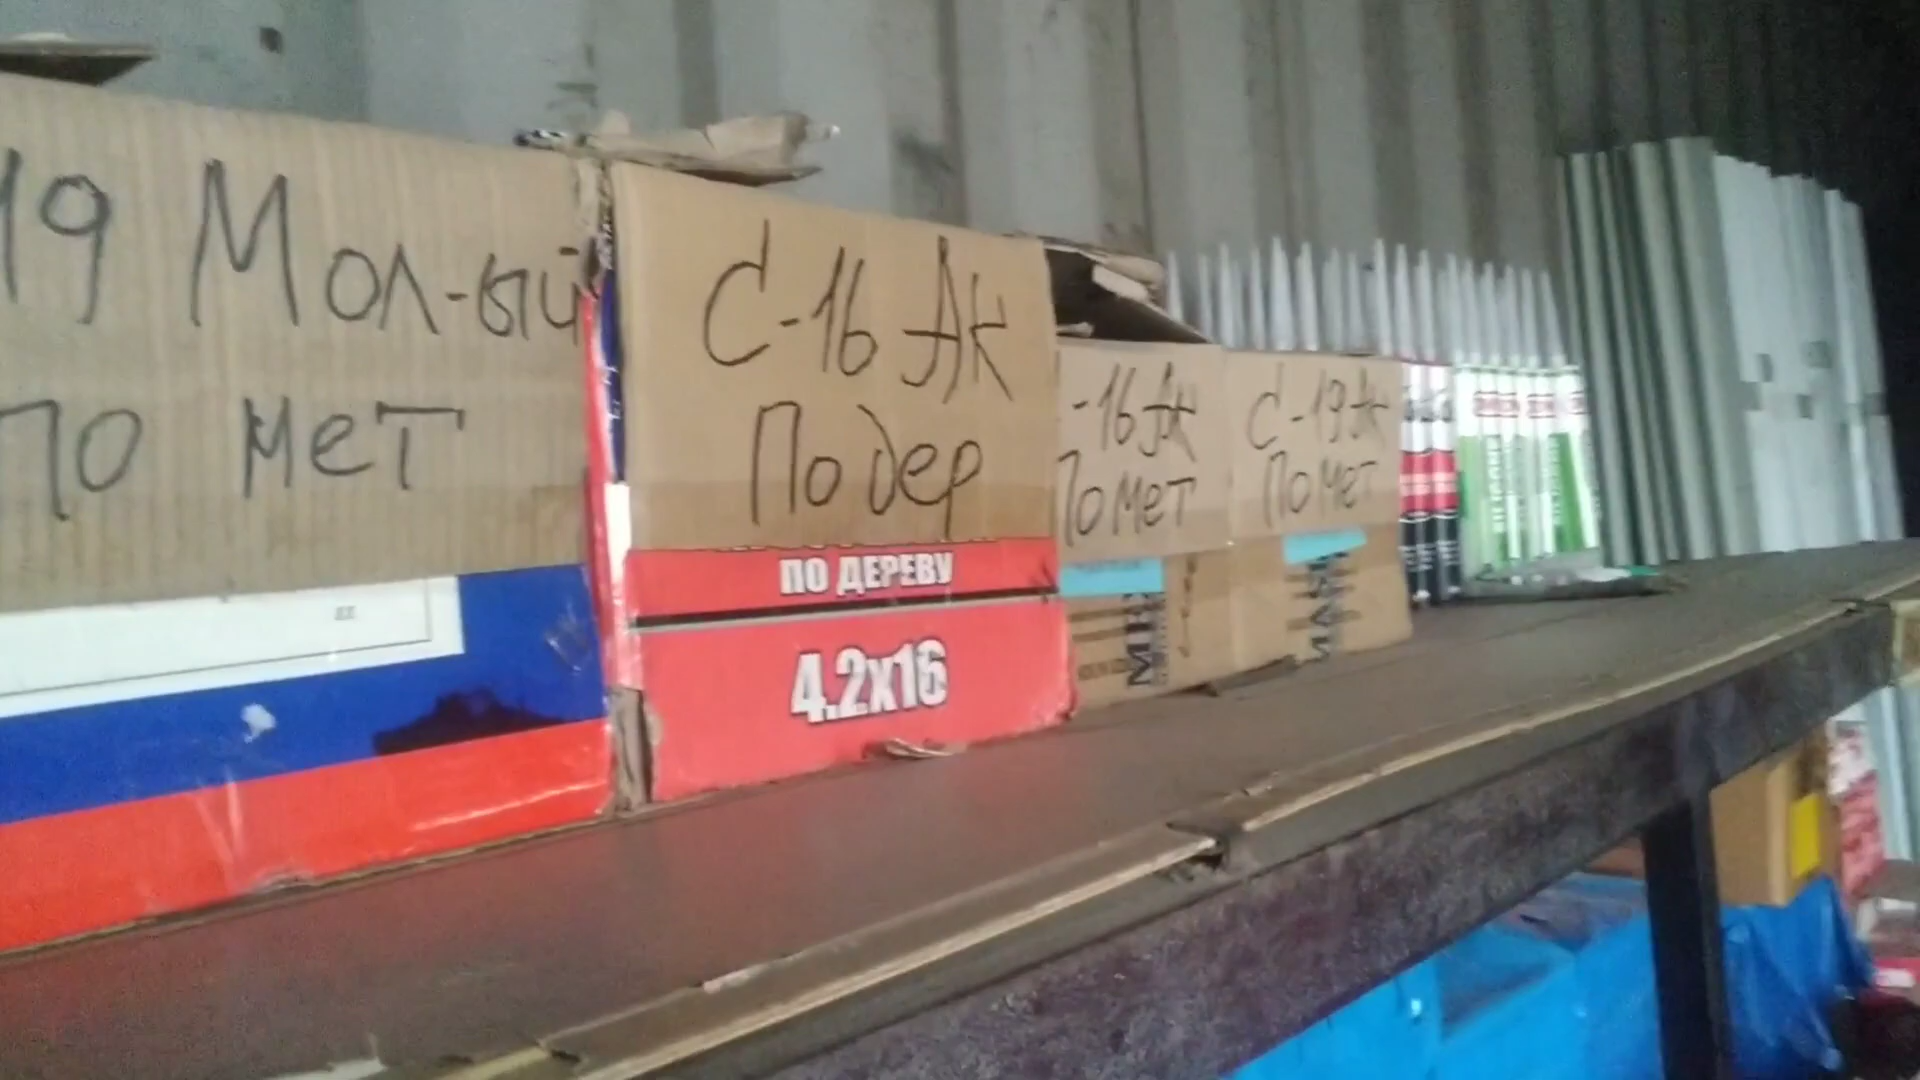 19 Мол-ый
по мет
С-16 Ак
По дер
ПО ДЕРЕВУ
4.2х16
-16 Ак
По мет
С-19 Ак
По мет